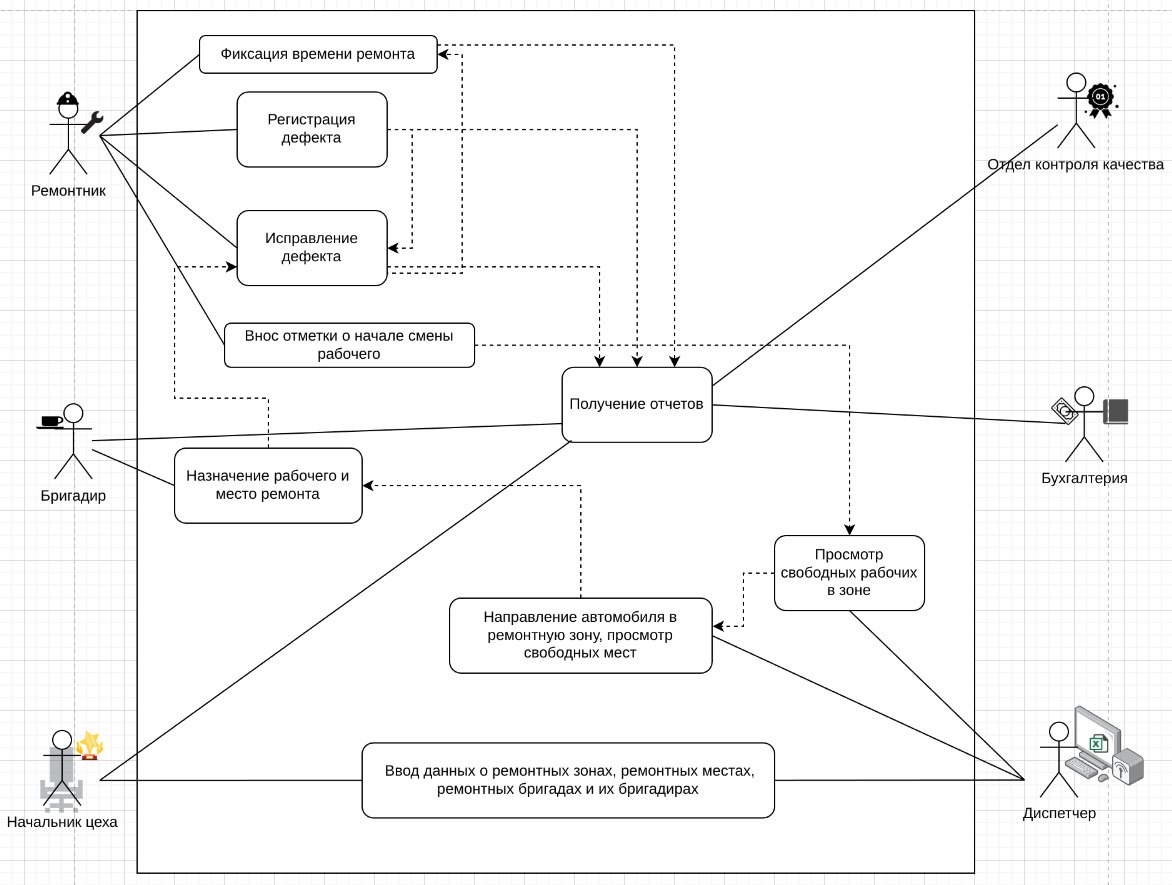 Фиксация времени ремонта
Регистрация
дефекта
01
Отдел контроля качества
Ремонтник
Исправление
дефекта
Внос отметки о начале смены
рабочего
Получение отчетов
Бригадир
Назначение рабочего и
место ремонта
Бухгалтерия
Просмотр
свободных рабочих
в зоне
Направление автомобиля в
ремонтную зону, просмотр
свободных мест
X
Ввод данных о ремонтных зонах, ремонтных местах,
ремонтных бригадах и их бригадирах
Начальник цеха
Диспетчер